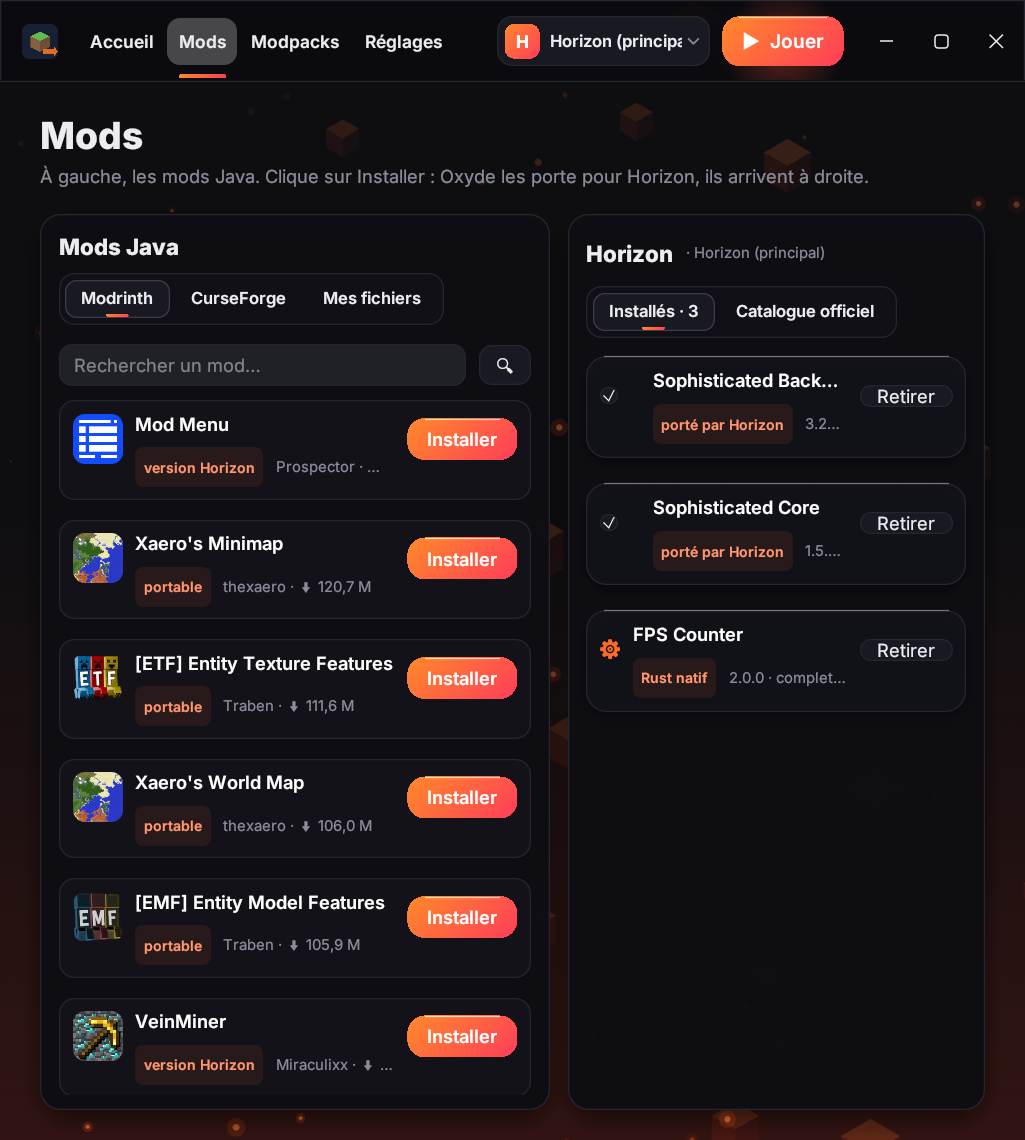 Accueil Mods Modpacks Réglages H Horizon (principa Jouer
Mods
À gauche, les mods Java. Clique sur Installer : Oxyde les porte pour Horizon, ils arrivent à droite.
Mods Java
Modrinth CurseForge Mes fichiers
Rechercher un mod...
Mod Menu
version Horizon Prospector · ...
Installer
Xaero's Minimap
portable thexaero · 120,7 M
Installer
[ETF] Entity Texture Features
portable Traben · 111,6 M
Installer
ETF
Xaero's World Map
portable thexaero · 106,0 M
Installer
[EMF] Entity Model Features
portable Traben · 105,9 M
Installer
EMF
VeinMiner
version Horizon Miraculixx · ...
Installer
Horizon · Horizon (principal)
Installés · 3 Catalogue officiel
Sophisticated Back...
porté par Horizon 3.2...
Retirer
Sophisticated Core
porté par Horizon 1.5....
Retirer
FPS Counter
Rust natif 2.0.0 · complet...
Retirer